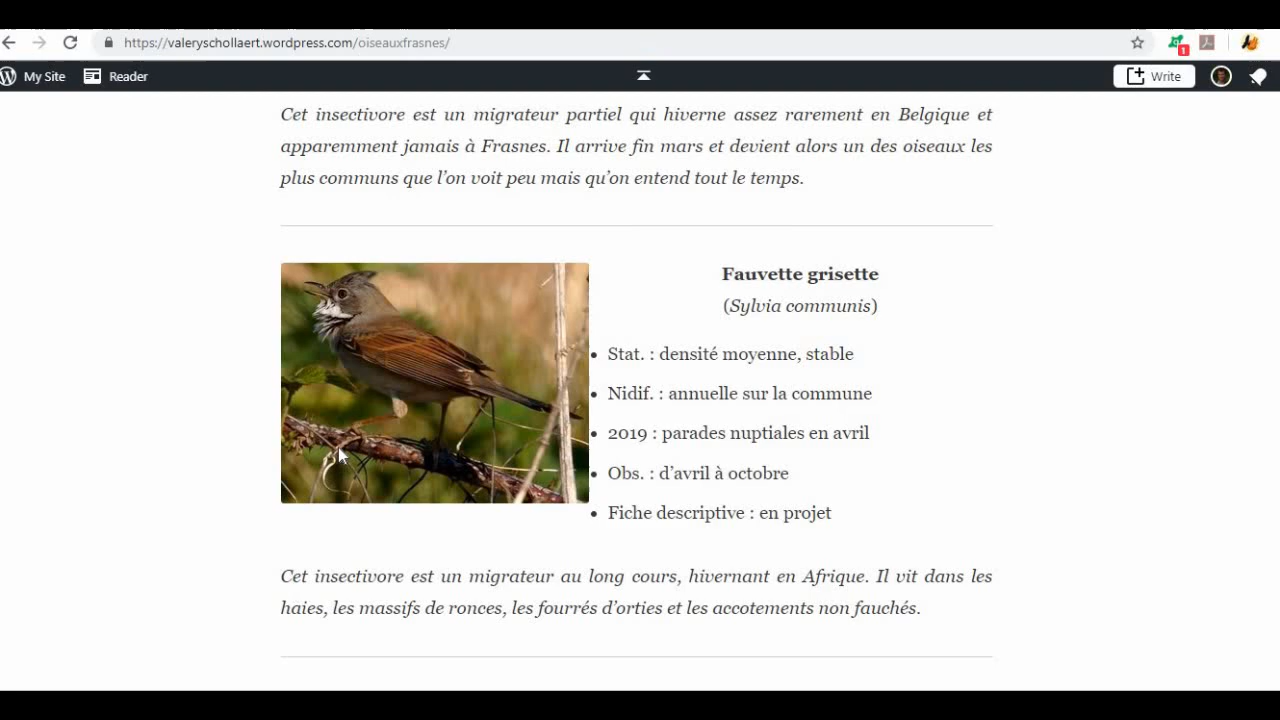 https://valeryschollaert.wordpress.com/oiseauxfrasnes/
1
My Site
Reader
Write
Cet insectivore est un migrateur partiel qui hiverne assez rarement en Belgique et
apparemment jamais à Frasnes. Il arrive fin mars et devient alors un des oiseaux les
plus communs que l’on voit peu mais qu’on entend tout le temps.
Fauvette grisette
(Sylvia communis)
• Stat. : densité moyenne, stable
• Nidif. : annuelle sur la commune
• 2019 : parades nuptiales en avril
• Obs. : d’avril à octobre
• Fiche descriptive : en projet
Cet insectivore est un migrateur au long cours, hivernant en Afrique. Il vit dans les
haies, les massifs de ronces, les fourrés d’orties et les accotements non fauchés.